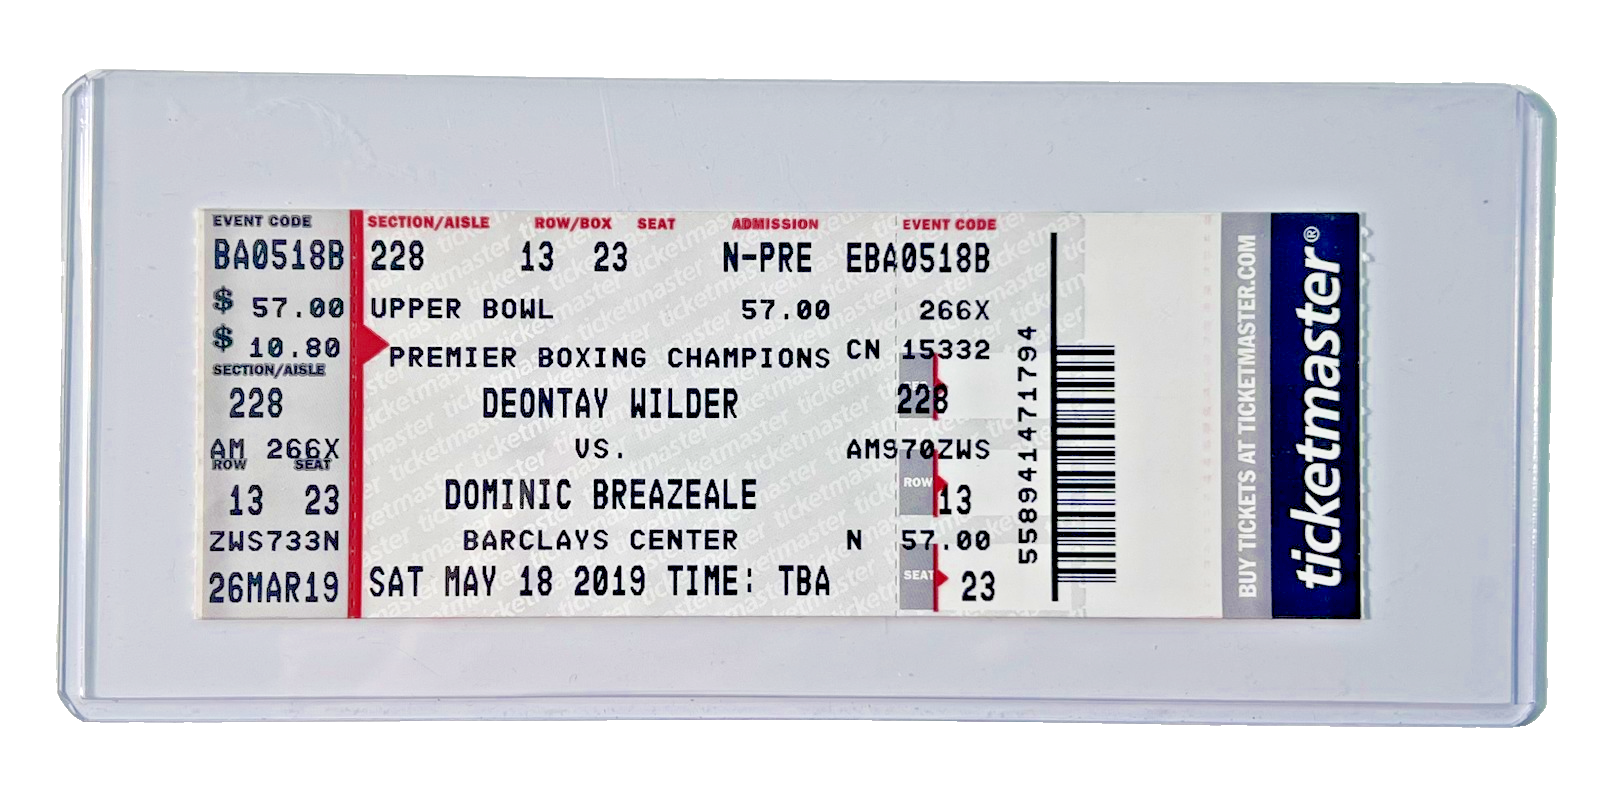 EVENT CODE
BA0518B
$ 57.00
$ 10.80
SECTION/AISLE
228
AM 266X
ROW SEAT
13 23
ZWS733N
26MAR19
SECTION/AISLE ROW/BOX SEAT ADMISSION
228 13 23 N-PRE
UPPER BOWL 57.00
PREMIER BOXING CHAMPIONS
DEONTAY WILDER
VS.
DOMINIC BREAZEALE
BARCLAYS CENTER
SAT MAY 18 2019 TIME: TBA
EVENT CODE
EBA0518B
266X
CN 15332
228
AM970ZWS
ROW
13
N 57.00
SEAT
23
558941471794
BUY TICKETS AT TICKETMASTER.COM
ticketmaster®